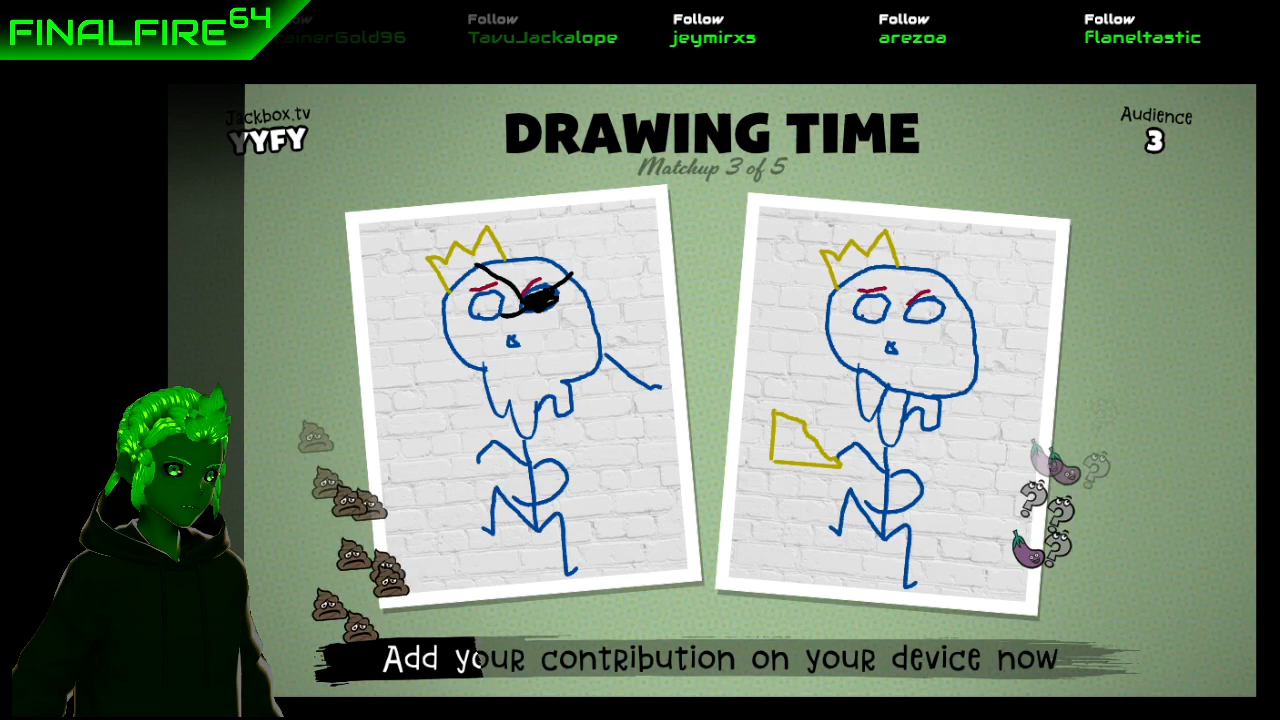 FINALFIRE64
Follow Follow Follow Follow
TavuJackalope jeymirxs arezoa Flaneltastic
Jackbox.tv
YYFY
DRAWING TIME
Matchup 3 of 5
Audience
3
Add your contribution on your device now